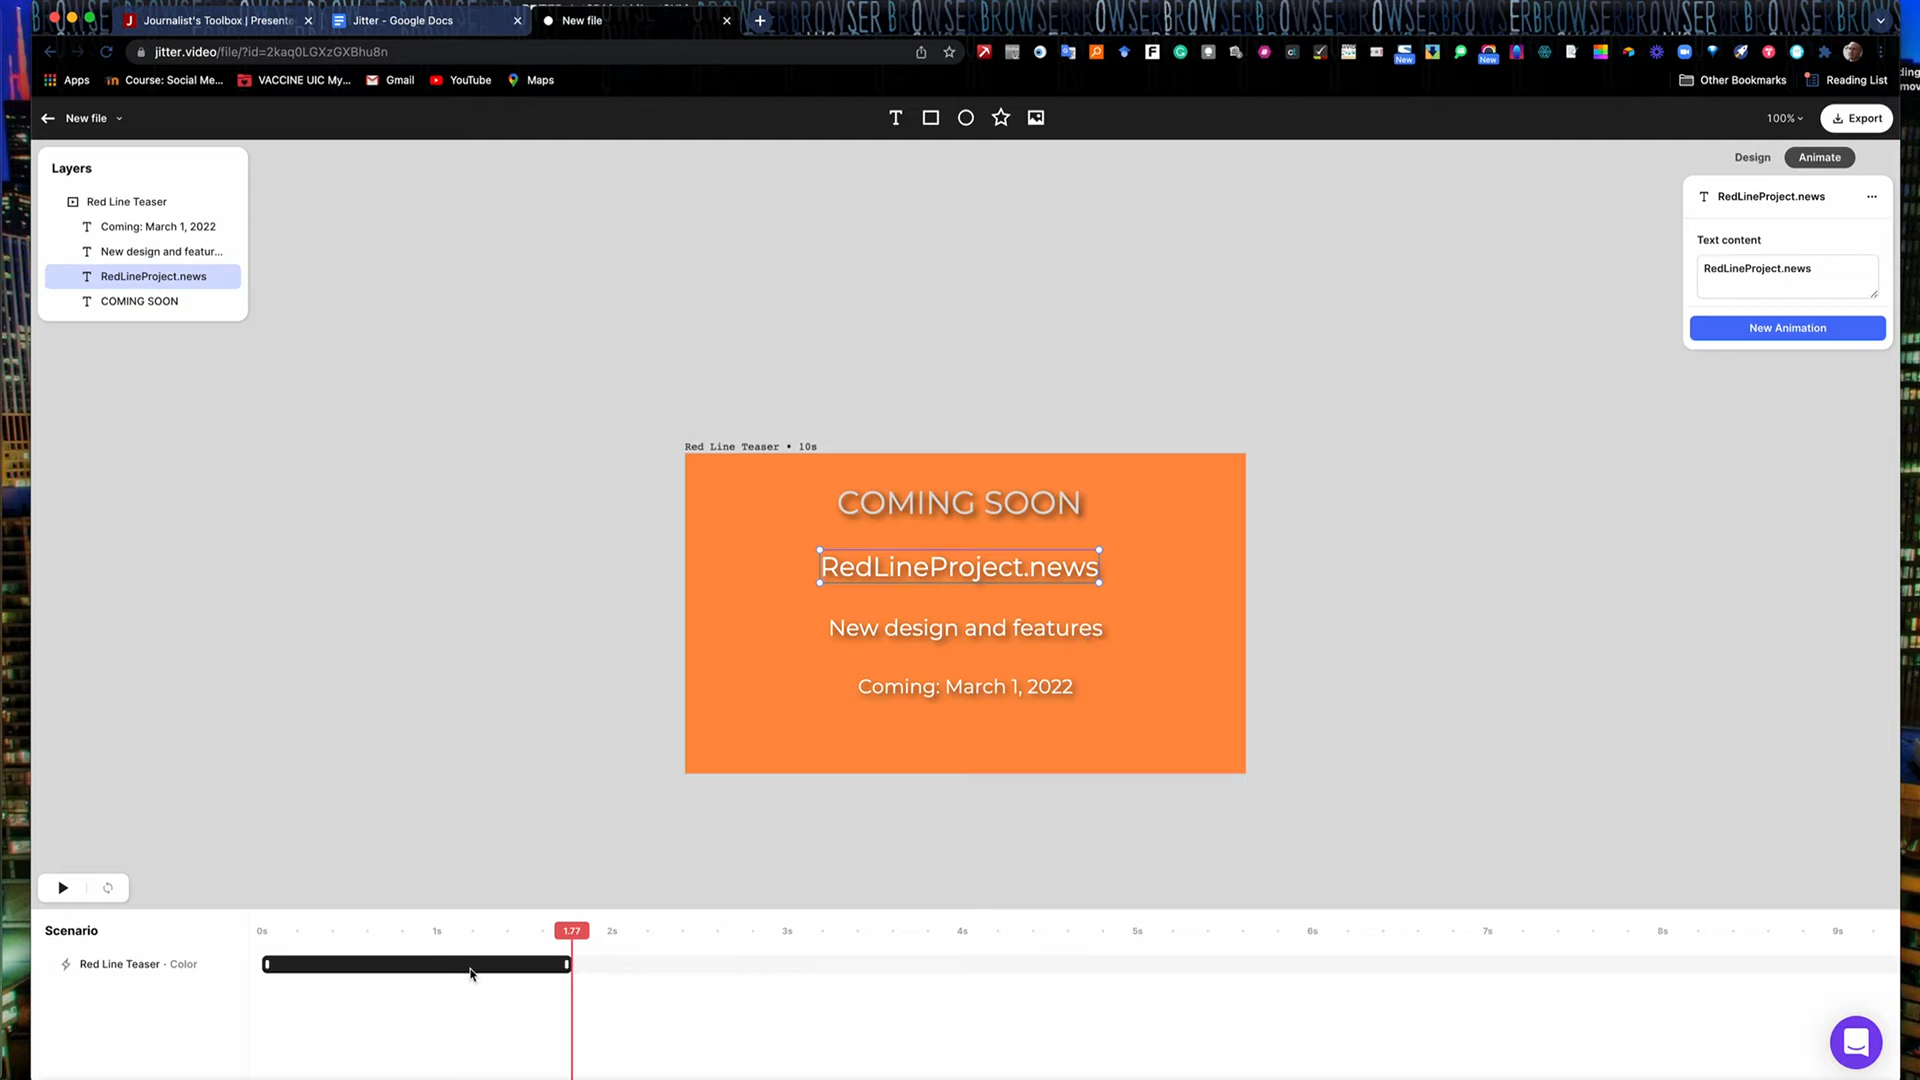 Journalist's Toolbox | Presente
Jitter - Google Docs
New file
jitter.video/file/?id=2kaq0LGXzGXBhu8n
New
New
Apps
Course: Social Me...
VACCINE UIC My...
Gmail
YouTube
Maps
Other Bookmarks
Reading List
New file
100%
Export
Layers
Red Line Teaser
Coming: March 1, 2022
New design and featur...
RedLineProject.news
COMING SOON
Design
Animate
RedLineProject.news
Text content
RedLineProject.news
New Animation
Red Line Teaser • 10s
COMING SOON
RedLineProject.news
New design and features
Coming: March 1, 2022
Scenario
0s
1s
1.77
2s
3s
4s
5s
6s
7s
8s
9s
Red Line Teaser · Color